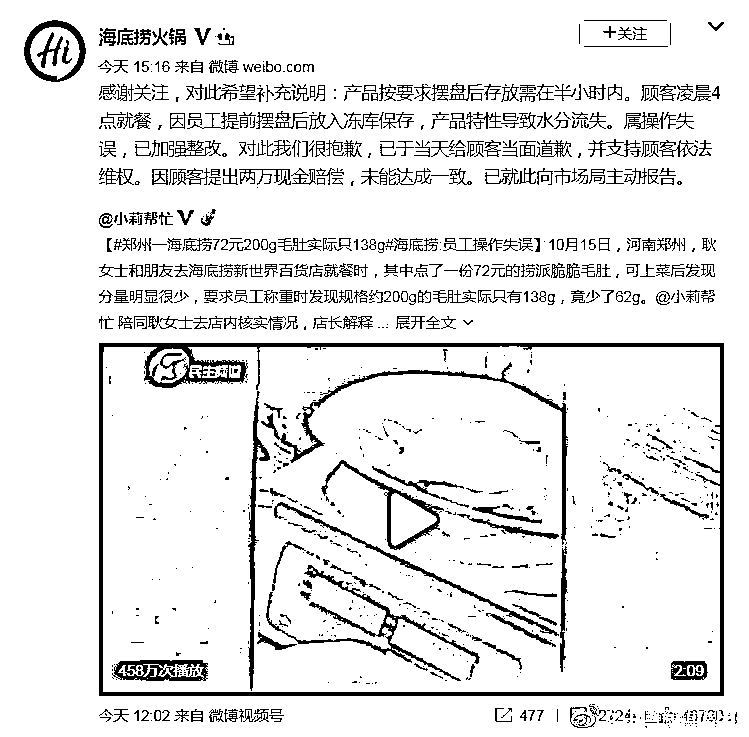 Hi
海底捞火锅
+关注
今天 15:16 来自 微博 weibo.com
感谢关注，对此希望补充说明：产品按要求摆盘后存放需在半小时内。顾客凌晨4
点就餐，因员工提前摆盘后放入冻库保存，产品特性导致水分流失。属操作失
误，已加强整改。对此我们很抱歉，已于当天给顾客当面道歉，并支持顾客依法
维权。因顾客提出两万现金赔偿，未能达成一致。已就此向市场局主动报告。
@小莉帮忙
【#郑州一海底捞72元200g毛肚实际只138g#海底捞:员工操作失误】10月15日，河南郑州，耿
女士和朋友去海底捞新世界百货店就餐时，其中点了一份72元的捞派脆脆毛肚，可上菜后发现
分量明显很少，要求员工称重时发现规格约200g的毛肚实际只有138g，竟少了62g。@小莉帮
忙 陪同耿女士去店内核实情况，店长解释 ... 展开全文
458万次播放
2:09
今天 12:02 来自 微博视频号
477